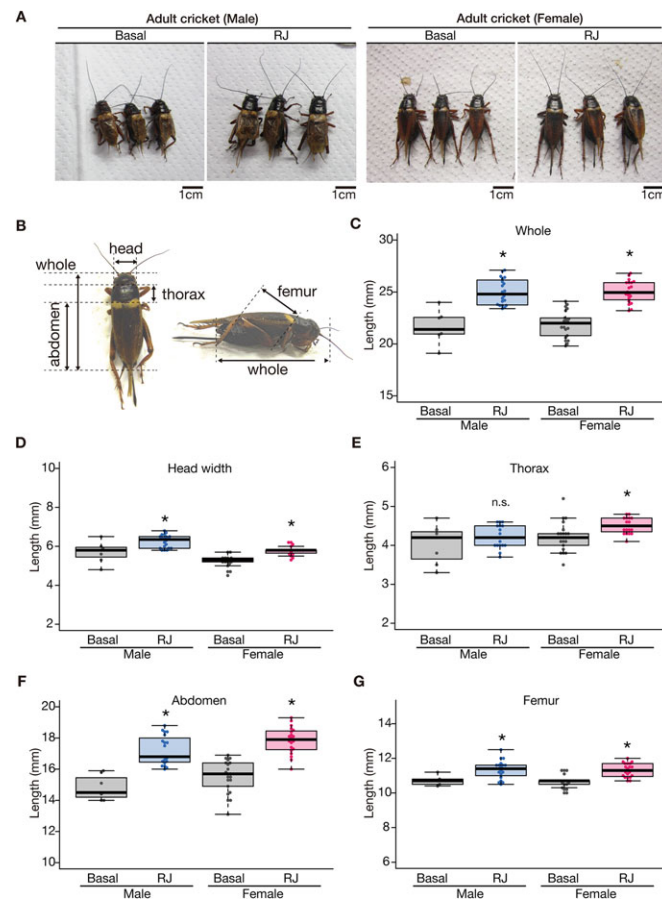 A
Adult cricket (Male)
Adult cricket (Female)
Basal
RJ
Basal
RJ
1cm
1cm
1cm
1cm
B
head
whole
thorax
abdomen
femur
whole
C
Whole
Length (mm)
30
25
20
15
*
*
Basal RJ Basal RJ
Male Female
D
Head width
Length (mm)
10
8
6
4
2
*
*
Basal RJ Basal RJ
Male Female
E
Thorax
Length (mm)
6
5
4
3
2
n.s.
*
Basal RJ Basal RJ
Male Female
F
Abdomen
Length (mm)
20
18
16
14
12
10
*
*
Basal RJ Basal RJ
Male Female
G
Femur
Length (mm)
14
12
10
8
6
*
*
Basal RJ Basal RJ
Male Female